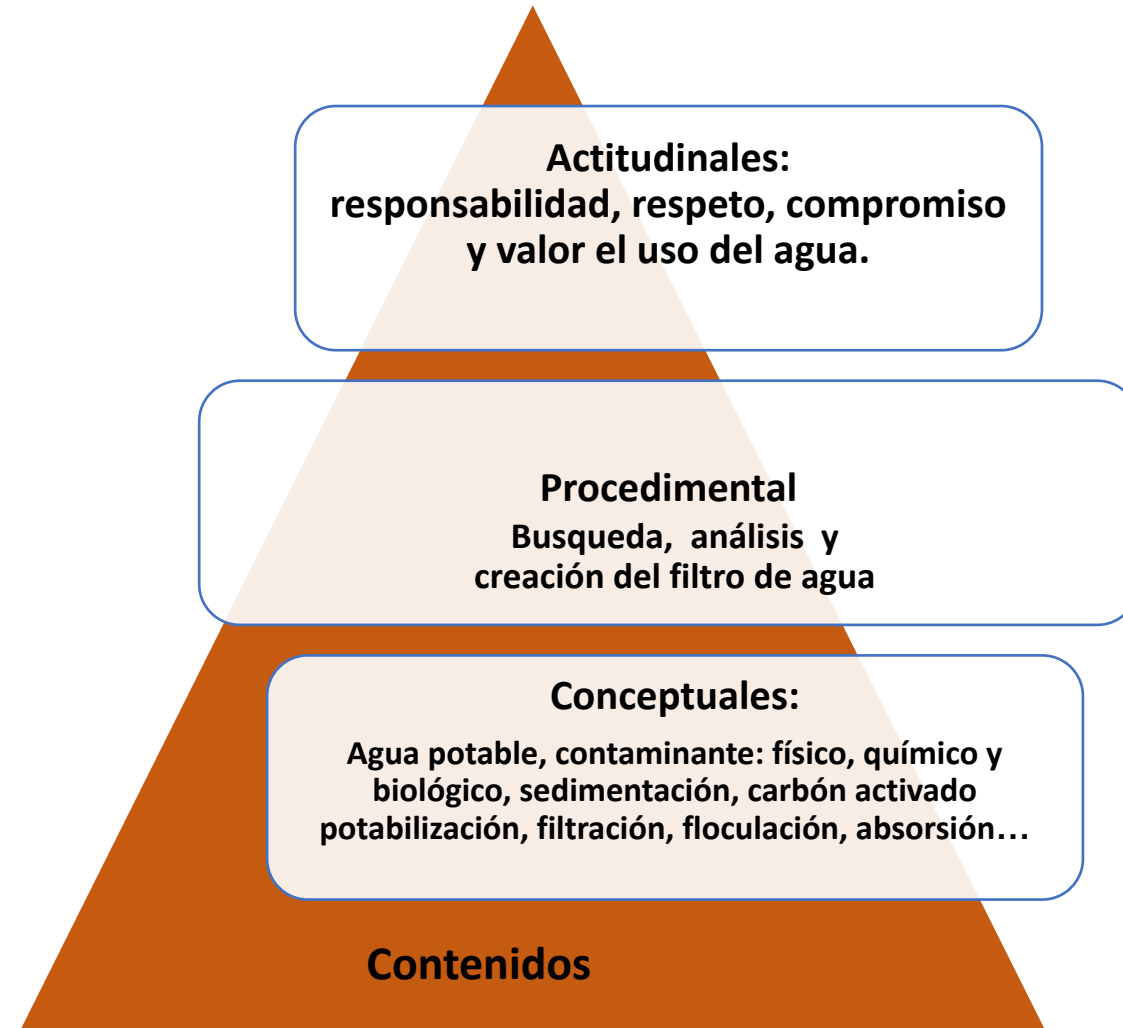 Actitudinales:
responsabilidad, respeto, compromiso
y valor el uso del agua.
Procedimental
Busqueda, análisis y
creación del filtro de agua
Conceptuales:
Agua potable, contaminante: físico, químico y
biológico, sedimentación, carbón activado
potabilización, filtración, floculación, absorsión…
Contenidos